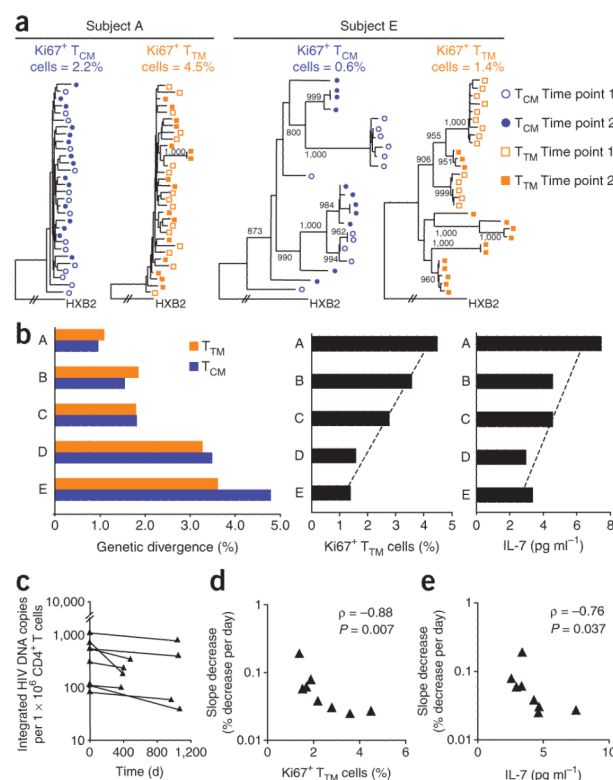 a
Subject A
Subject E
Ki67+ TCM cells = 2.2%
Ki67+ TTM cells = 4.5%
Ki67+ TCM cells = 0.6%
Ki67+ TTM cells = 1.4%
1,000
HXB2
999
800
1,000
984
962
873
990
994
HXB2
1,000
955
906
951
999
1,000
1,000
1,000
960
HXB2
TCM Time point 1
TCM Time point 2
TTM Time point 1
TTM Time point 2
b
A
B
C
D
E
TTM
TCM
0 1.0 2.0 3.0 4.0 5.0
Genetic divergence (%)
A
B
C
D
E
0 1 2 3 4 5
Ki67+ TTM cells (%)
A
B
C
D
E
0 2 4 6 8
IL-7 (pg ml−1)
c
Integrated HIV DNA copies
per 1 × 10⁶ CD4+ T cells
10,000
1,000
100
10
0 400 800 1,200
Time (d)
d
Slope decrease
(% decrease per day)
1
0.1
0.01
ρ = −0.88
P = 0.007
0 2 4 6
Ki67+ TTM cells (%)
e
Slope decrease
(% decrease per day)
1
0.1
0.01
ρ = −0.76
P = 0.037
0 5 10
IL-7 (pg ml−1)